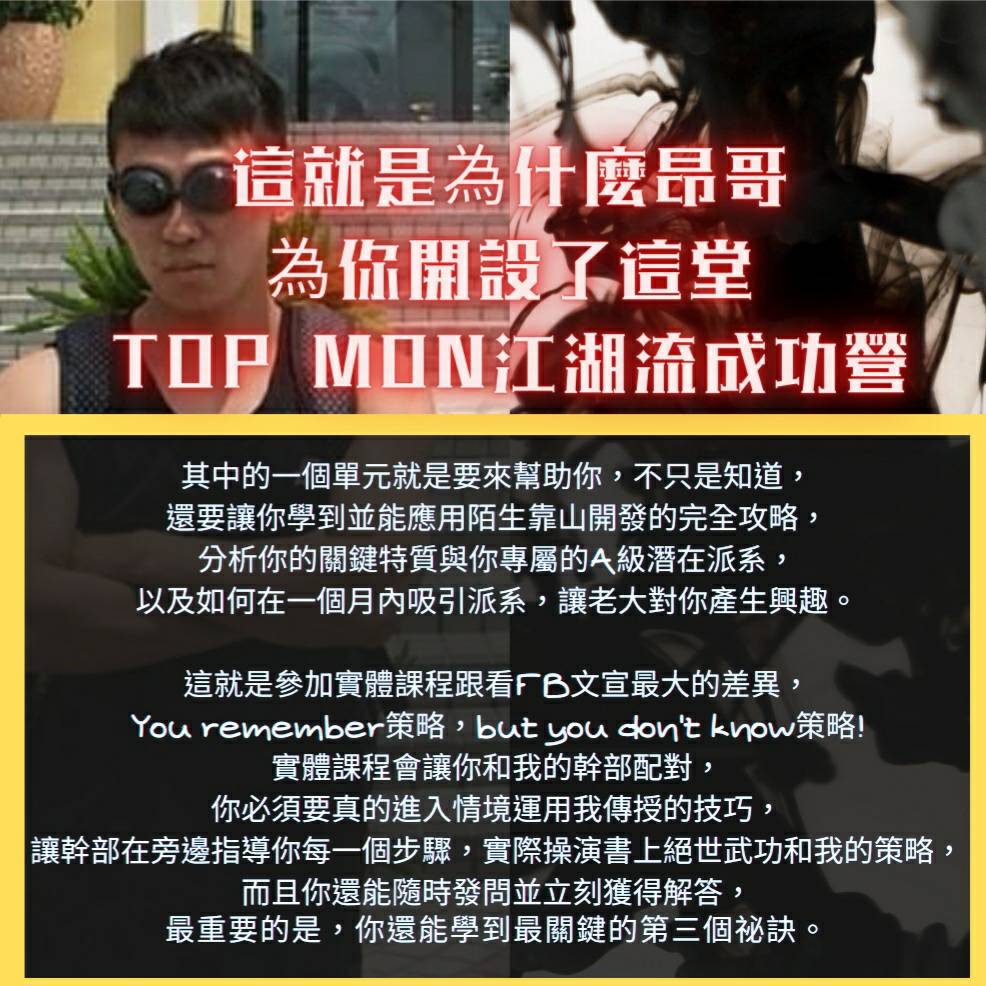 這就是為什麼昂哥
為你開設了這堂
TOP MON江湖流成功營
其中的一個單元就是要來幫助你，不只是知道，
還要讓你學到並能應用陌生靠山開發的完全攻略，
分析你的關鍵特質與你專屬的A級潛在派系，
以及如何在一個月內吸引派系，讓老大對你產生興趣。
這就是參加實體課程跟看FB文宣最大的差異，
You remember策略，but you don't know策略!
實體課程會讓你和我的幹部配對，
你必須要真的進入情境運用我傳授的技巧，
讓幹部在旁邊指導你每一個步驟，實際操演書上絕世武功和我的策略，
而且你還能隨時發問並立刻獲得解答，
最重要的是，你還能學到最關鍵的第三個祕訣。